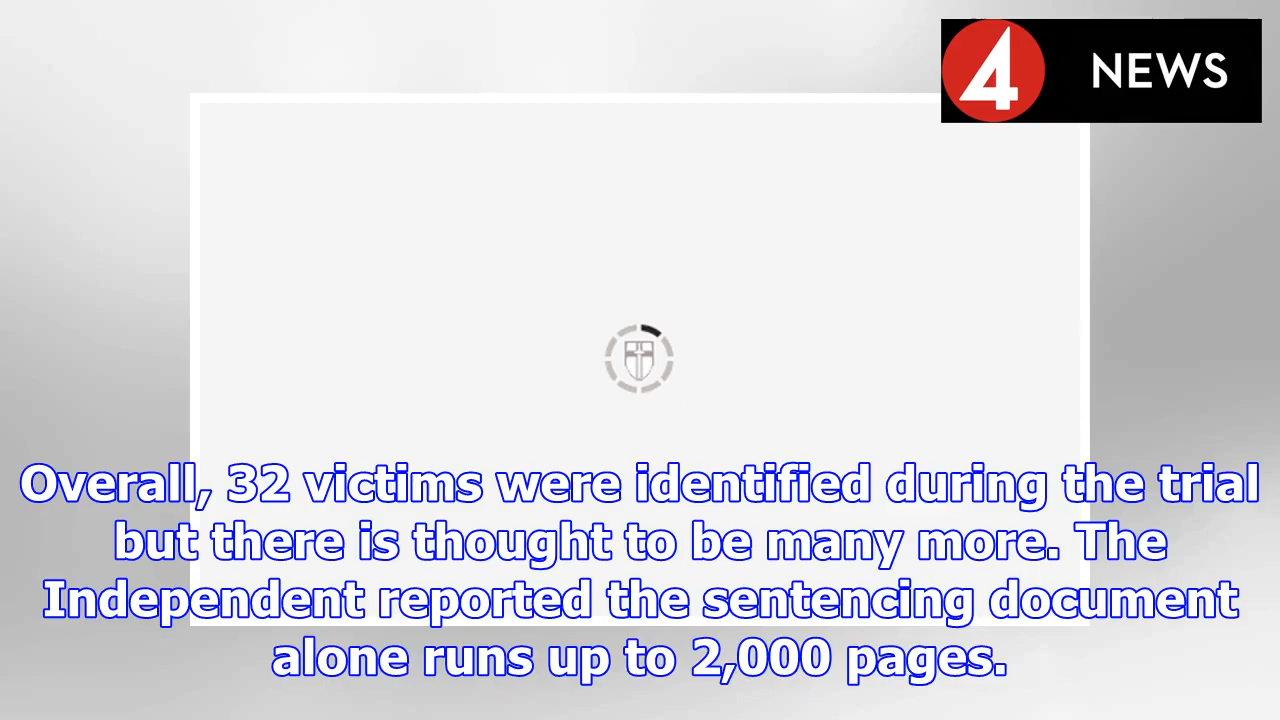 4 NEWS
Overall, 32 victims were identified during the trial
but there is thought to be many more. The
Independent reported the sentencing document
alone runs up to 2,000 pages.